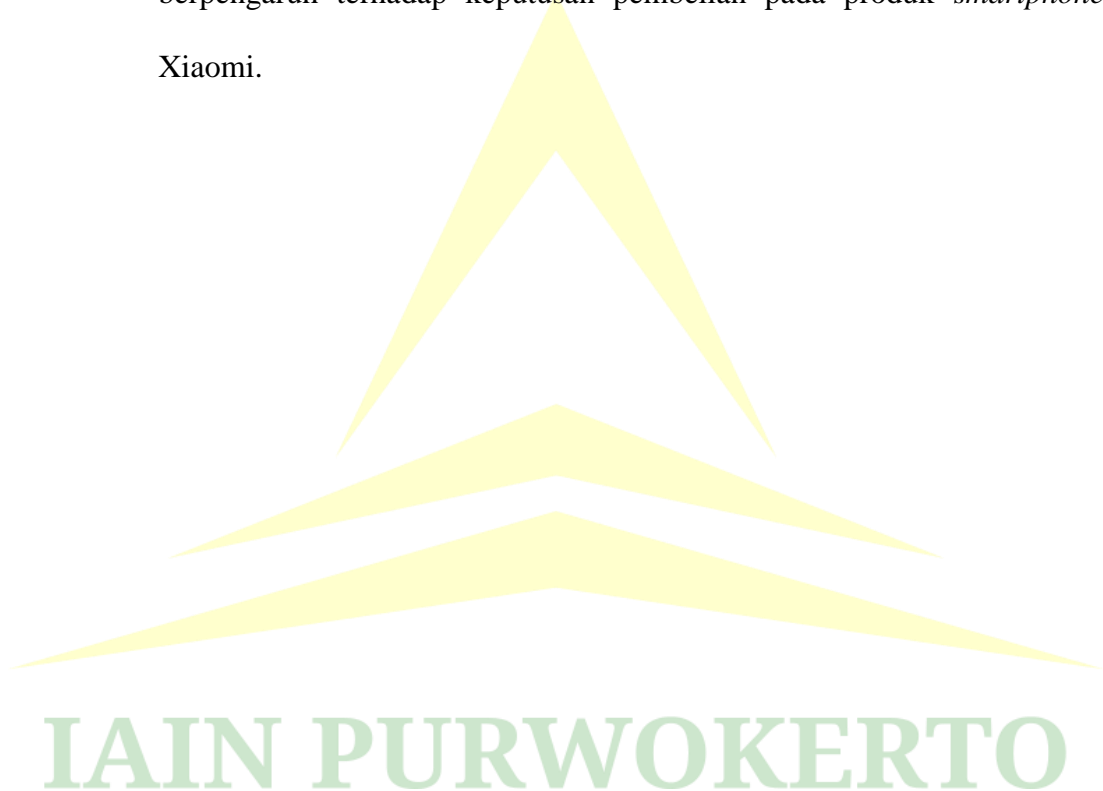 berpengaruh terhadap keputusan pembelian pada produk smartphone
Xiaomi.
IAIN PURWOKERTO